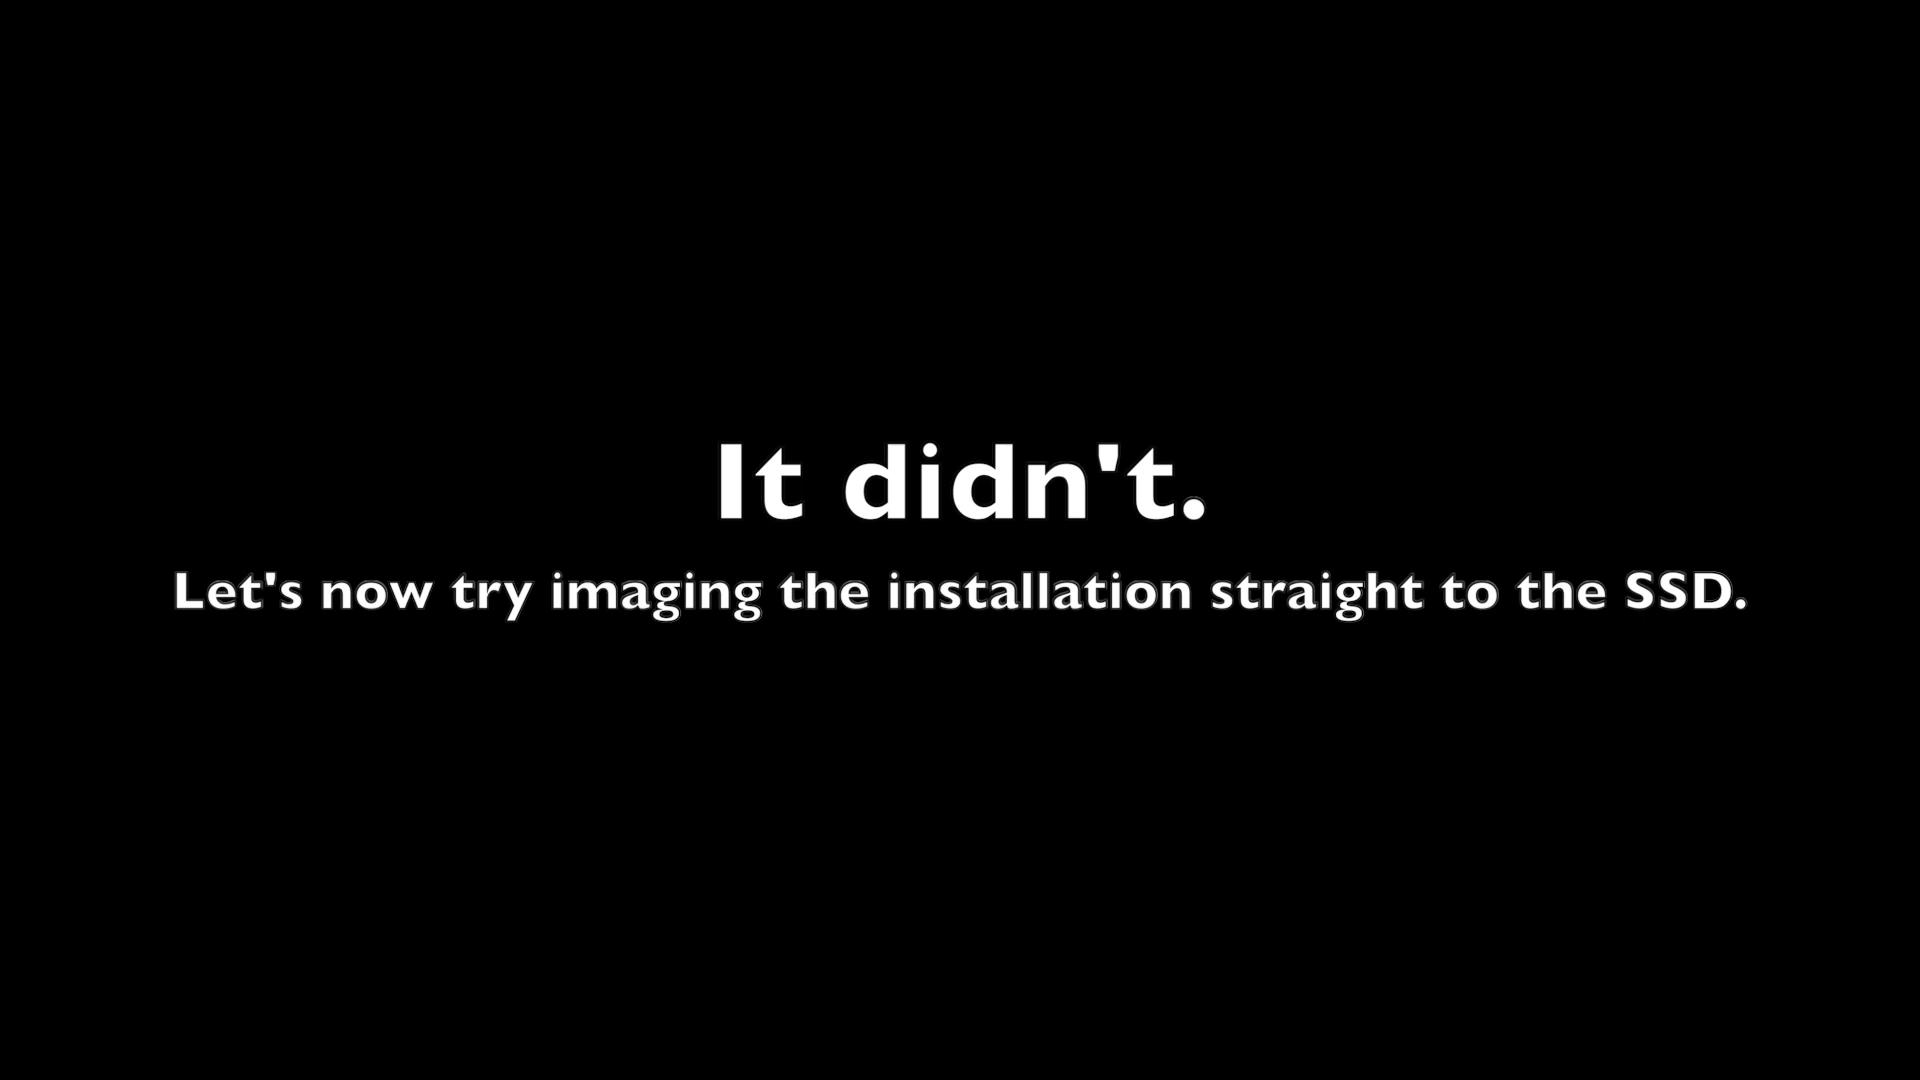 It didn't.
Let's now try imaging the installation straight to the SSD.